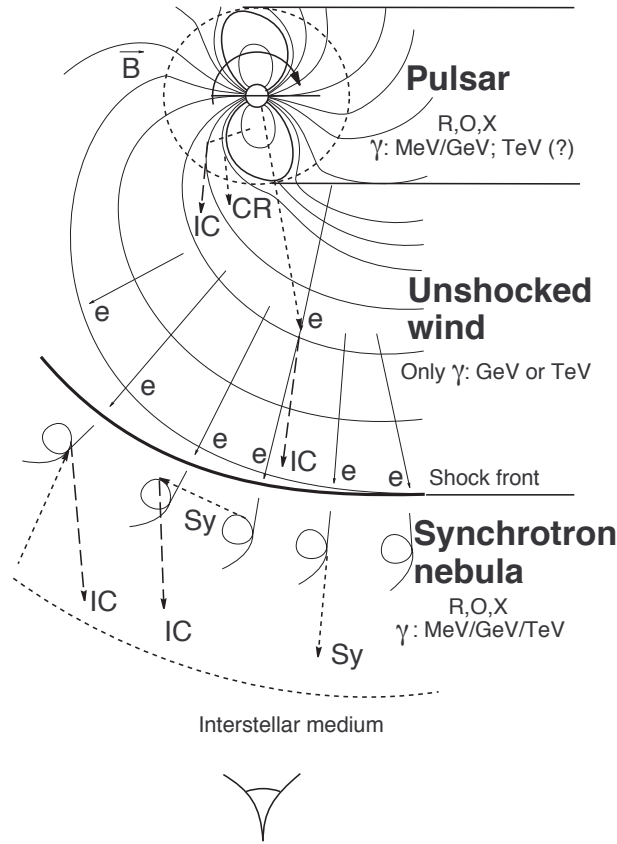 B
Pulsar
R,O,X
γ: MeV/GeV; TeV (?)
CR
IC
Unshocked
wind
e
e
Only γ: GeV or TeV
e
e
e
IC
e
e
Shock front
Sy
Synchrotron
nebula
R,O,X
γ: MeV/GeV/TeV
IC
IC
Sy
Interstellar medium